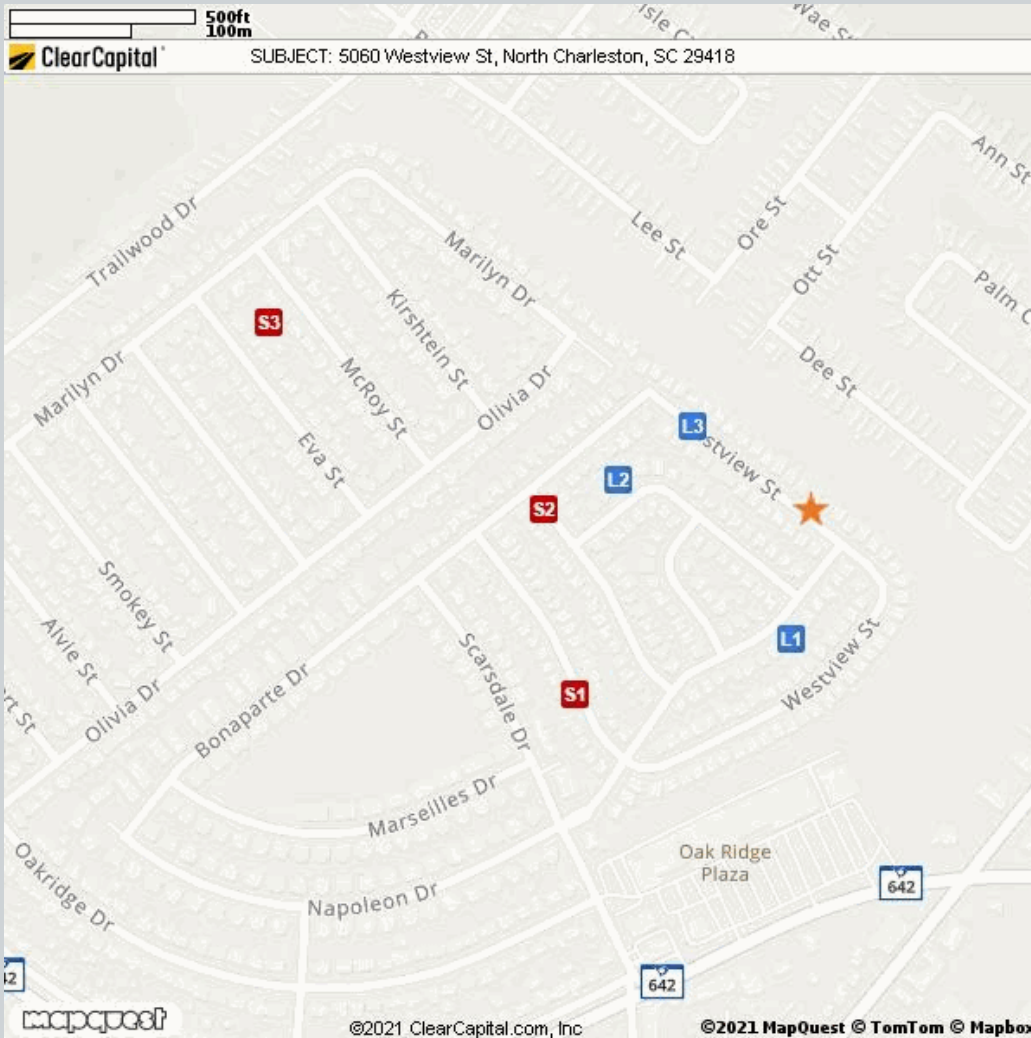 500ft
100m
ClearCapital
SUBJECT: 5060 Westview St, North Charleston, SC 29418
Trailwood Dr
Marilyn Dr
Lee St
Ore St
Ott St
Ann St
Palm
Marilyn Dr
Kirshtein St
S3
McRoy St
Olivia Dr
Dee St
Eva St
L3
stview St
L2
S2
Smokey St
Alvie St
Olivia Dr
Bonaparte Dr
Scarsdale Dr
S1
L1
Westview St
Marseilles Dr
Oakridge Dr
Napoleon Dr
Oak Ridge
Plaza
642
642
42
mapquest
©2021 ClearCapital.com, Inc
©2021 MapQuest © TomTom © Mapbox